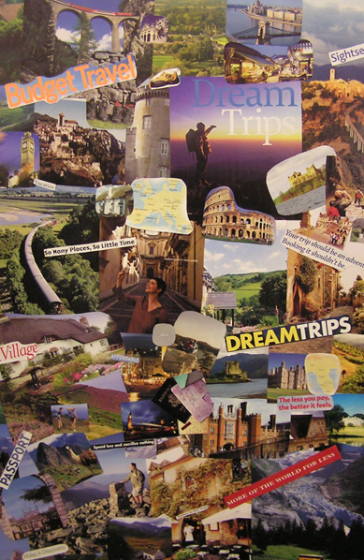 Budget Travel
Dream
Trips
Sightse
So Many Places, So Little Time
Your trip should be an adven
Booking it shouldn't be.
DREAMTRIPS
Village
The less you pay,
the better it feels.
PASSPORT
MORE OF THE WORLD FOR LESS